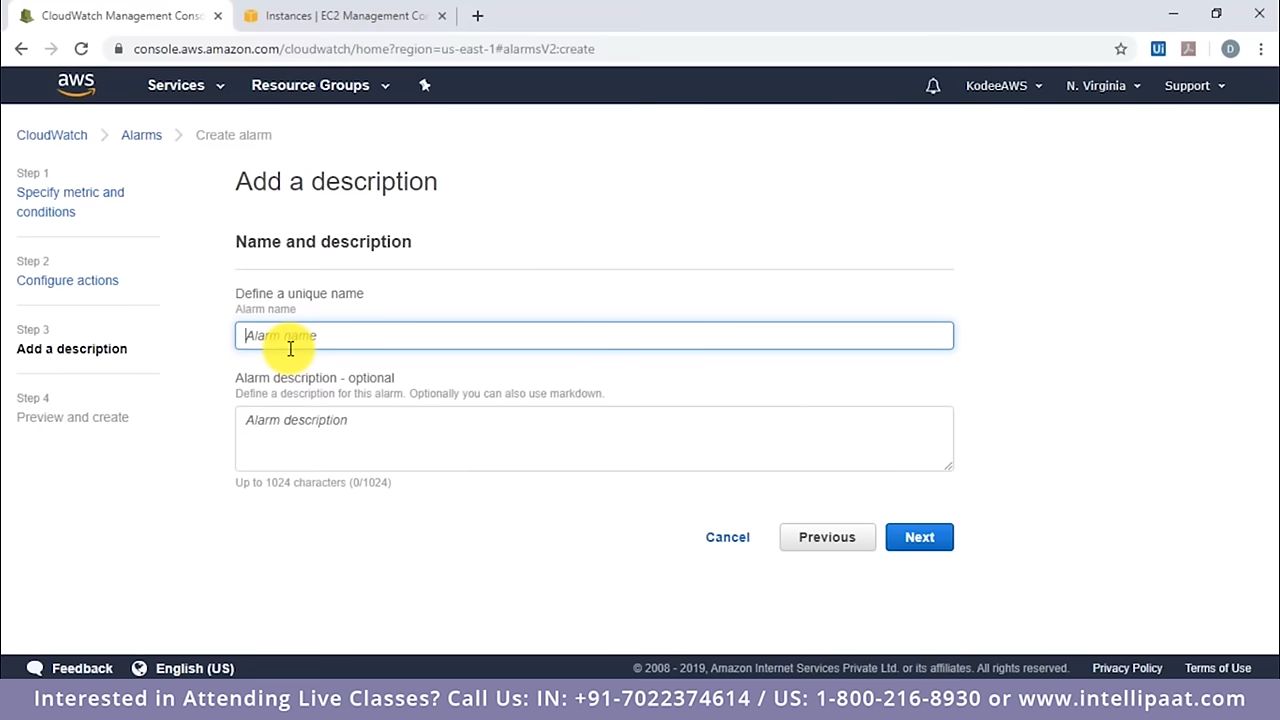 CloudWatch Management Conso
Instances | EC2 Management Con
console.aws.amazon.com/cloudwatch/home?region=us-east-1#alarmsV2:create
Ui
D
aws
Services
Resource Groups
KodeeAWS
N. Virginia
Support
CloudWatch
Alarms
Create alarm
Step 1
Specify metric and
conditions
Step 2
Configure actions
Step 3
Add a description
Step 4
Preview and create
Add a description
Name and description
Define a unique name
Alarm name
Alarm name
Alarm description - optional
Define a description for this alarm. Optionally you can also use markdown.
Alarm description
Up to 1024 characters (0/1024)
Cancel
Previous
Next
Feedback
English (US)
© 2008 - 2019, Amazon Internet Services Private Ltd. or its affiliates. All rights reserved.
Privacy Policy
Terms of Use
Interested in Attending Live Classes? Call Us: IN: +91-7022374614 / US: 1-800-216-8930 or www.intellipaat.com